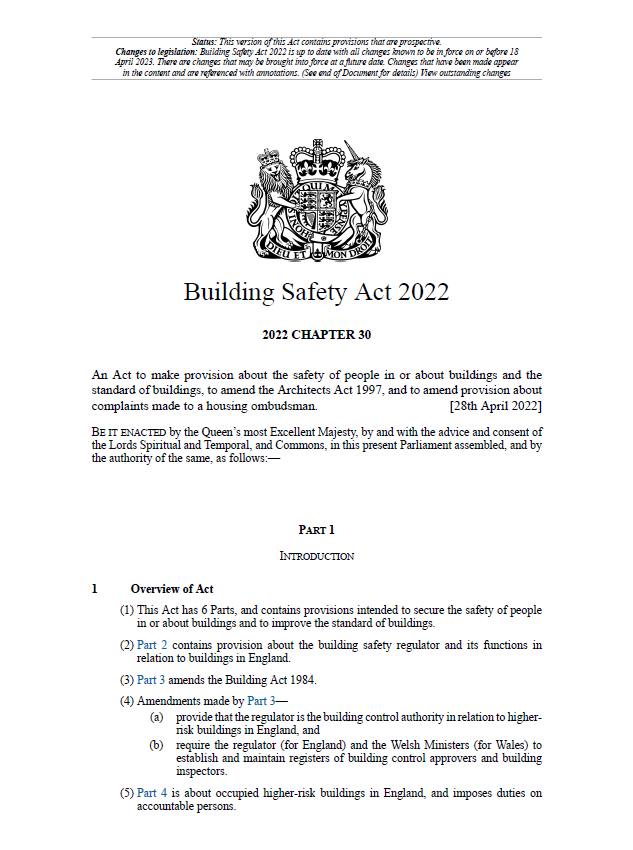 Status: This version of this Act contains provisions that are prospective.
Changes to legislation: Building Safety Act 2022 is up to date with all changes known to be in force on or before 18
April 2023. There are changes that may be brought into force at a future date. Changes that have been made appear
in the content and are referenced with annotations. (See end of Document for details) View outstanding changes
DIEU ET MON DROIT
Building Safety Act 2022
2022 CHAPTER 30
An Act to make provision about the safety of people in or about buildings and the
standard of buildings, to amend the Architects Act 1997, and to amend provision about
complaints made to a housing ombudsman. [28th April 2022]
BE IT ENACTED by the Queen's most Excellent Majesty, by and with the advice and consent of
the Lords Spiritual and Temporal, and Commons, in this present Parliament assembled, and by
the authority of the same, as follows:—
PART 1
INTRODUCTION
1 Overview of Act
(1) This Act has 6 Parts, and contains provisions intended to secure the safety of people
in or about buildings and to improve the standard of buildings.
(2) Part 2 contains provision about the building safety regulator and its functions in
relation to buildings in England.
(3) Part 3 amends the Building Act 1984.
(4) Amendments made by Part 3—
(a) provide that the regulator is the building control authority in relation to higher-
risk buildings in England, and
(b) require the regulator (for England) and the Welsh Ministers (for Wales) to
establish and maintain registers of building control approvers and building
inspectors.
(5) Part 4 is about occupied higher-risk buildings in England, and imposes duties on
accountable persons.